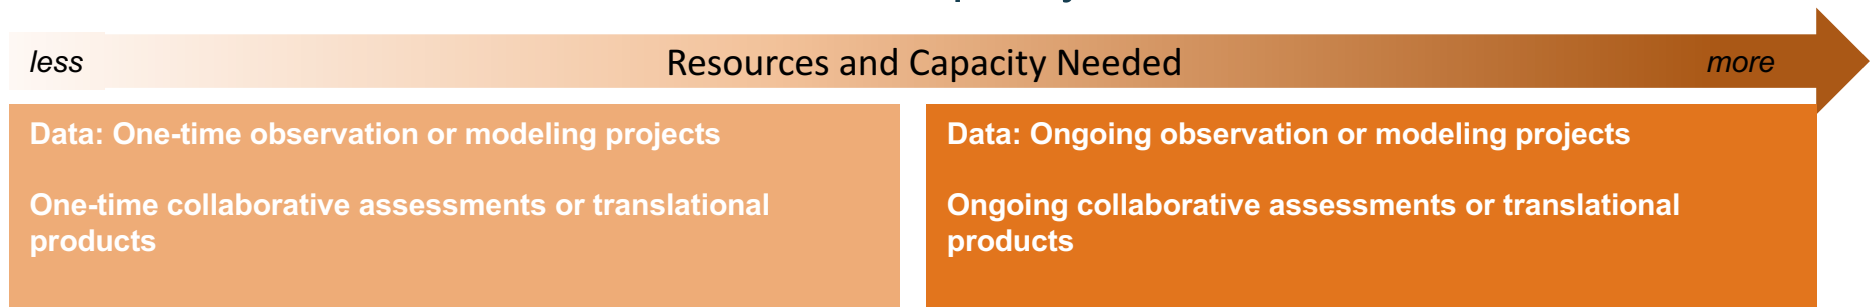 less
Resources and Capacity Needed
more
Data: One-time observation or modeling projects
One-time collaborative assessments or translational
products
Data: Ongoing observation or modeling projects
Ongoing collaborative assessments or translational
products